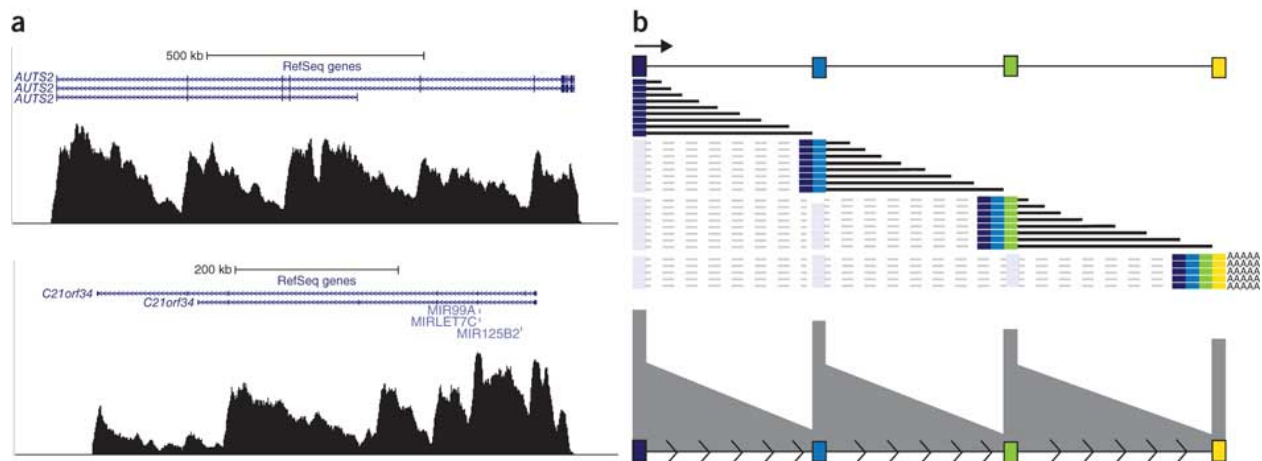 a
500 kb
RefSeq genes
AUTS2
AUTS2
AUTS2
200 kb
RefSeq genes
C21orf34
C21orf34
MIR99A
MIRLET7C
MIR125B2
b
AAAAA
AAAAA
AAAAA
AAAAA
AAAAA